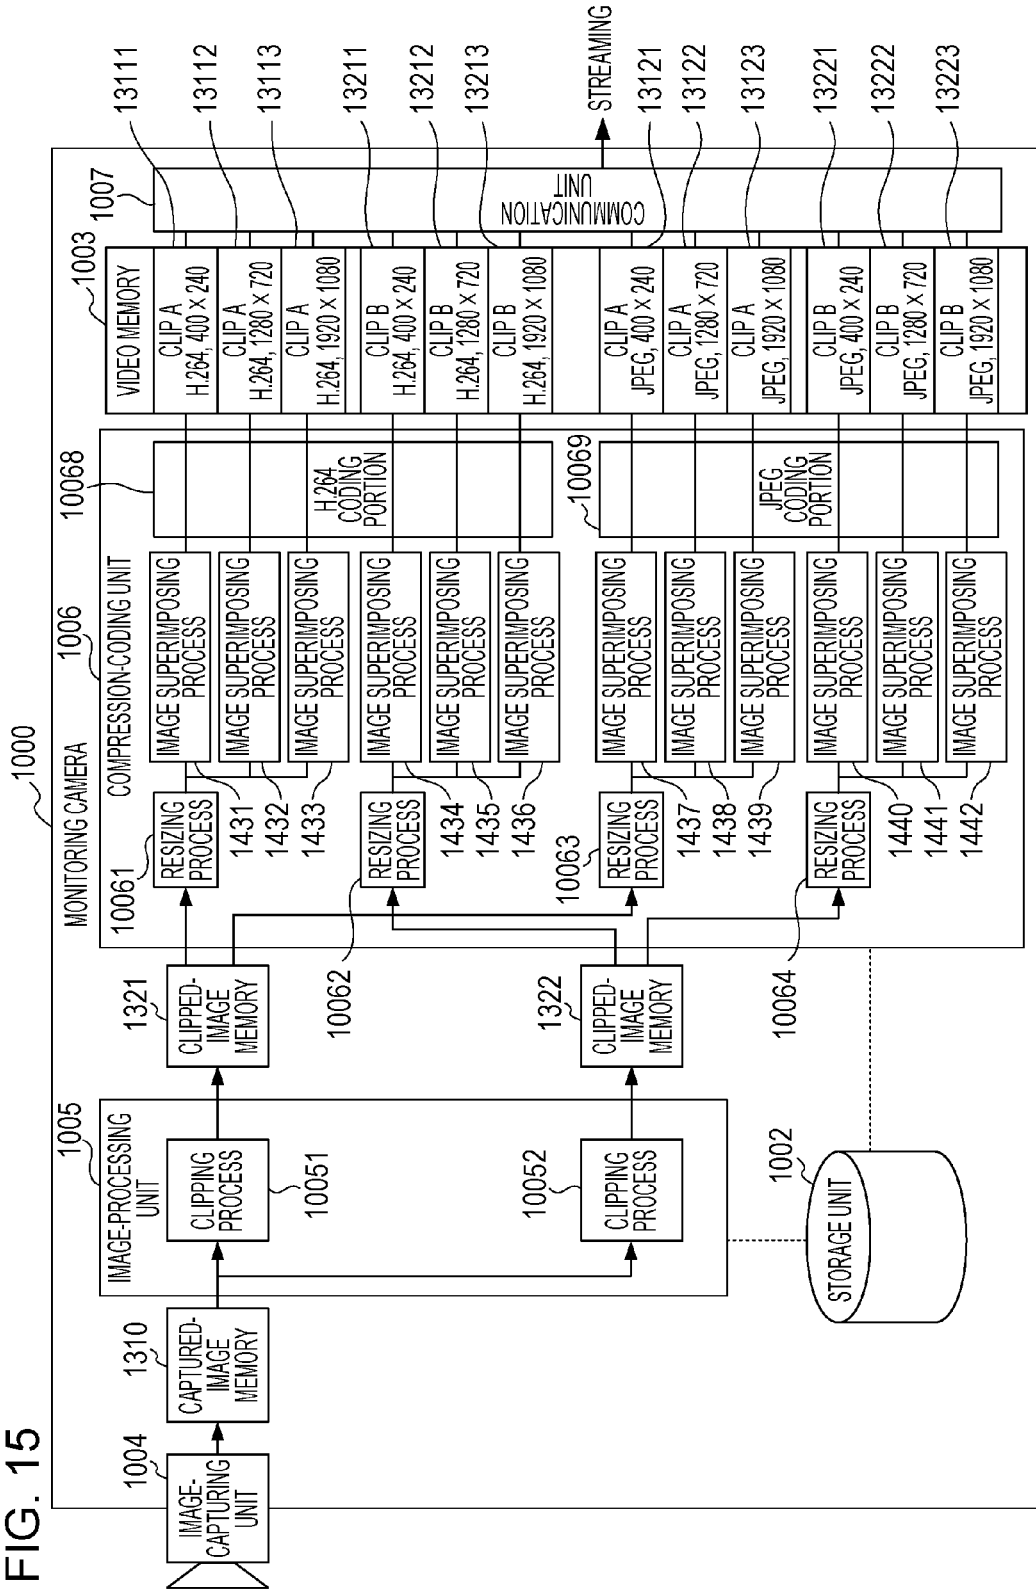 FIG. 15
1000
MONITORING CAMERA
1004
IMAGE-
CAPTURING
UNIT
1310
CAPTURED-
IMAGE
MEMORY
1005
IMAGE-PROCESSING
UNIT
CLIPPING
PROCESS
10051
CLIPPING
PROCESS
10052
1002
STORAGE UNIT
1321
CLIPPED-
IMAGE
MEMORY
1322
CLIPPED-
IMAGE
MEMORY
1006
COMPRESSION-CODING UNIT
10061
RESIZING
PROCESS
10062
RESIZING
PROCESS
10063
RESIZING
PROCESS
10064
RESIZING
PROCESS
IMAGE SUPERIMPOSING
PROCESS
1431
IMAGE SUPERIMPOSING
PROCESS
1432
IMAGE SUPERIMPOSING
PROCESS
1433
IMAGE SUPERIMPOSING
PROCESS
1434
IMAGE SUPERIMPOSING
PROCESS
1435
IMAGE SUPERIMPOSING
PROCESS
1436
IMAGE SUPERIMPOSING
PROCESS
1437
IMAGE SUPERIMPOSING
PROCESS
1438
IMAGE SUPERIMPOSING
PROCESS
1439
IMAGE SUPERIMPOSING
PROCESS
1440
IMAGE SUPERIMPOSING
PROCESS
1441
IMAGE SUPERIMPOSING
PROCESS
1442
10068
H.264
CODING
PORTION
10069
JPEG
CODING
PORTION
1003
VIDEO MEMORY
CLIP A
H.264, 400 × 240
CLIP A
H.264, 1280 × 720
CLIP A
H.264, 1920 × 1080
CLIP B
H.264, 400 × 240
CLIP B
H.264, 1280 × 720
CLIP B
H.264, 1920 × 1080
CLIP A
JPEG, 400 × 240
CLIP A
JPEG, 1280 × 720
CLIP A
JPEG, 1920 × 1080
CLIP B
JPEG, 400 × 240
CLIP B
JPEG, 1280 × 720
CLIP B
JPEG, 1920 × 1080
1007
COMMUNICATION
UNIT
13111
13112
13113
13211
13212
13213
STREAMING
13121
13122
13123
13221
13222
13223